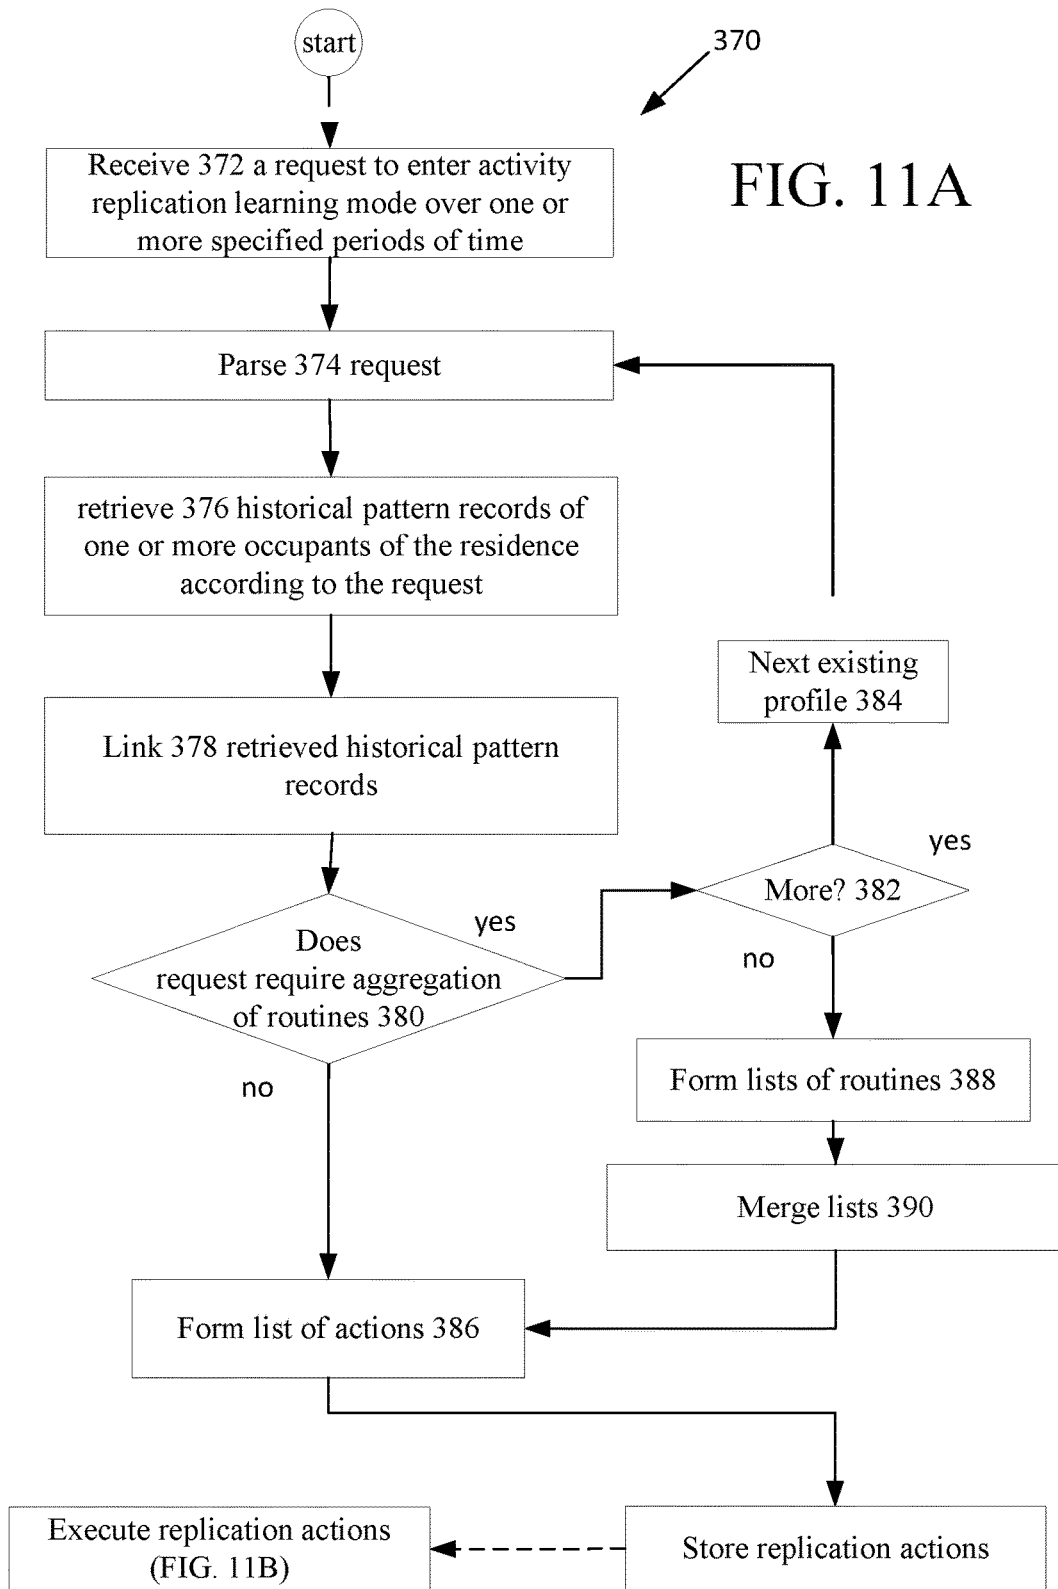 start
370
FIG. 11A
Receive 372 a request to enter activity
replication learning mode over one or
more specified periods of time
Parse 374 request
retrieve 376 historical pattern records of
one or more occupants of the residence
according to the request
Next existing
profile 384
Link 378 retrieved historical pattern
records
yes
More? 382
yes
Does
request require aggregation
of routines 380
no
no
Form lists of routines 388
Merge lists 390
Form list of actions 386
Execute replication actions
(FIG. 11B)
Store replication actions